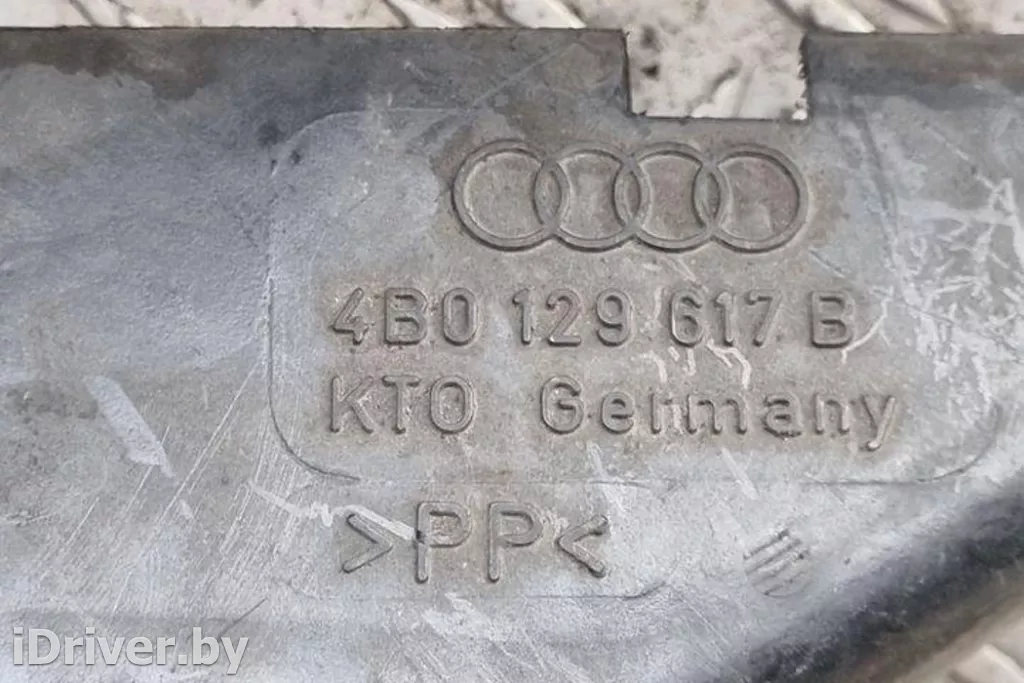 4B0 129 617 B
KTO Germany
>PP<
iDriver.by